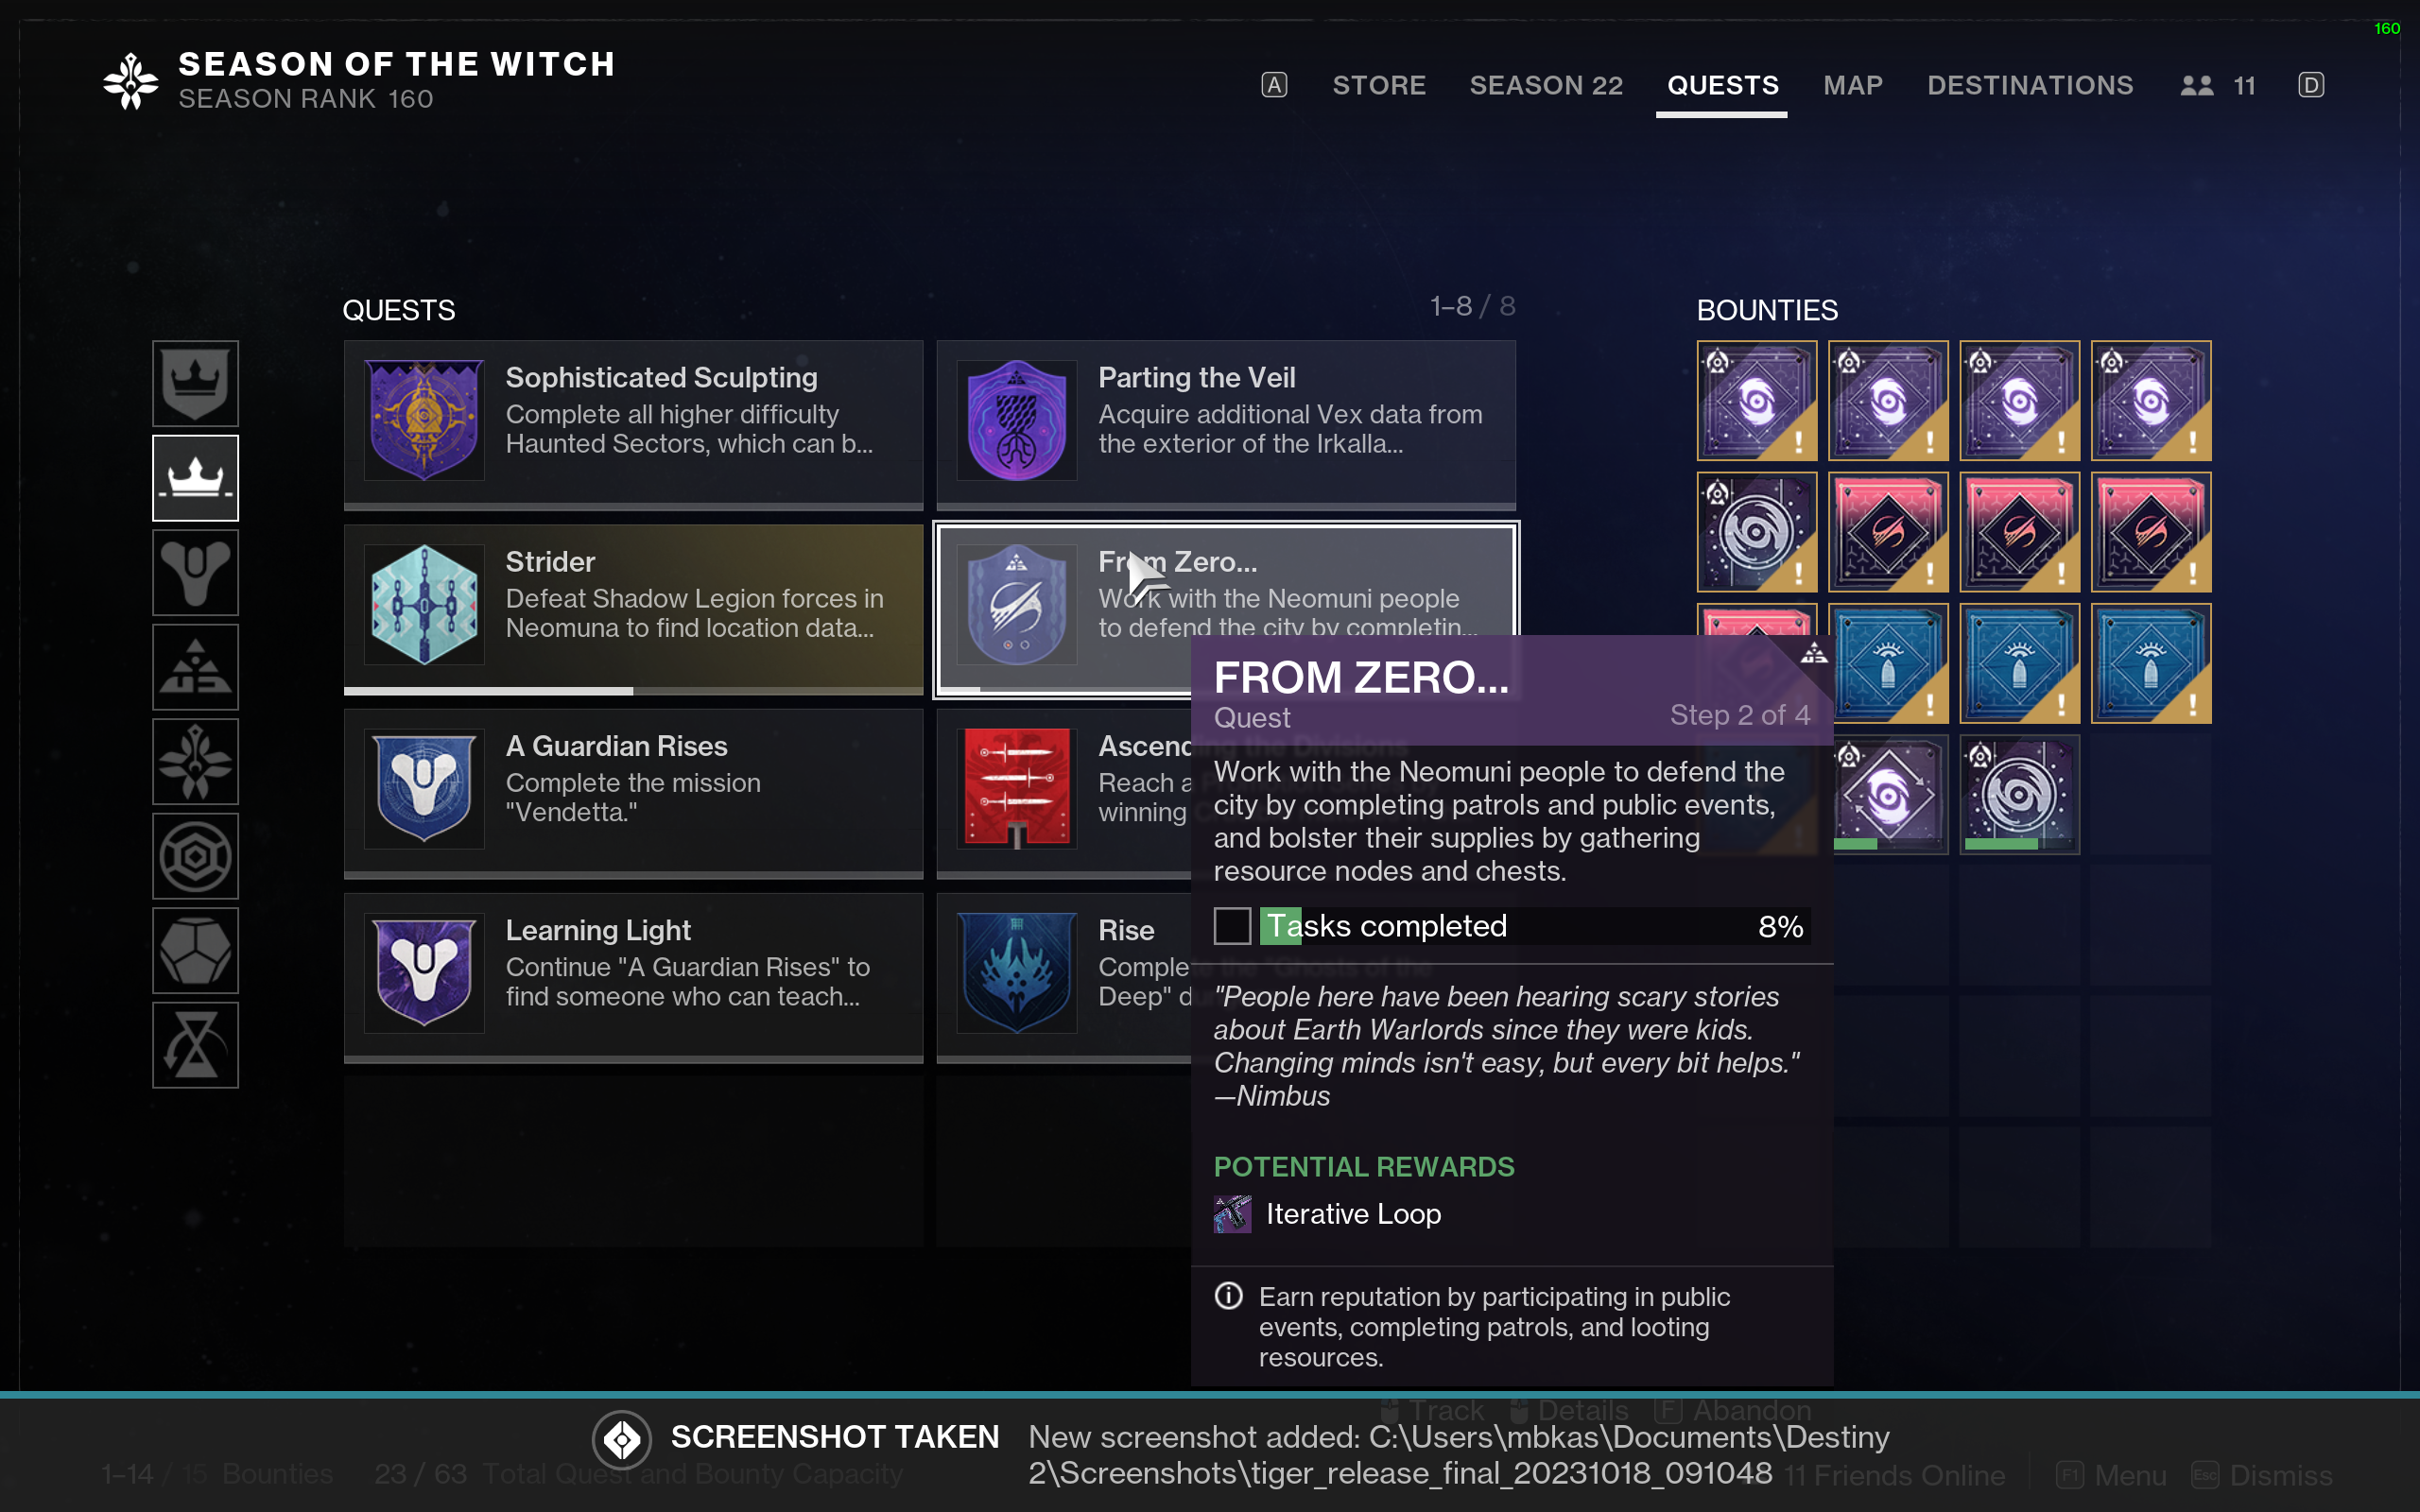 160
SEASON OF THE WITCH
SEASON RANK 160
A STORE SEASON 22 QUESTS MAP DESTINATIONS 11 D
QUESTS
1–8 / 8
BOUNTIES
Sophisticated Sculpting
Complete all higher difficulty
Haunted Sectors, which can b...
Parting the Veil
Acquire additional Vex data from
the exterior of the Irkalla...
Strider
Defeat Shadow Legion forces in
Neomuna to find location data...
From Zero...
Work with the Neomuni people
to defend the city by completin...
A Guardian Rises
Complete the mission
"Vendetta."
Ascending the Divisions
Reach a
winning
Learning Light
Continue "A Guardian Rises" to
find someone who can teach...
Rise
Complete the "Ghosts of the
Deep" d
FROM ZERO...
Quest
Step 2 of 4
Work with the Neomuni people to defend the
city by completing patrols and public events,
and bolster their supplies by gathering
resource nodes and chests.
Tasks completed 8%
"People here have been hearing scary stories
about Earth Warlords since they were kids.
Changing minds isn't easy, but every bit helps."
—Nimbus
POTENTIAL REWARDS
Iterative Loop
Earn reputation by participating in public
events, completing patrols, and looting
resources.
Track Details F Abandon
SCREENSHOT TAKEN
New screenshot added: C:\Users\mbkas\Documents\Destiny
2\Screenshots\tiger_release_final_20231018_091048
1–14 / 15 Bounties 23 / 63 Total Quest and Bounty Capacity
11 Friends Online F1 Menu Esc Dismiss